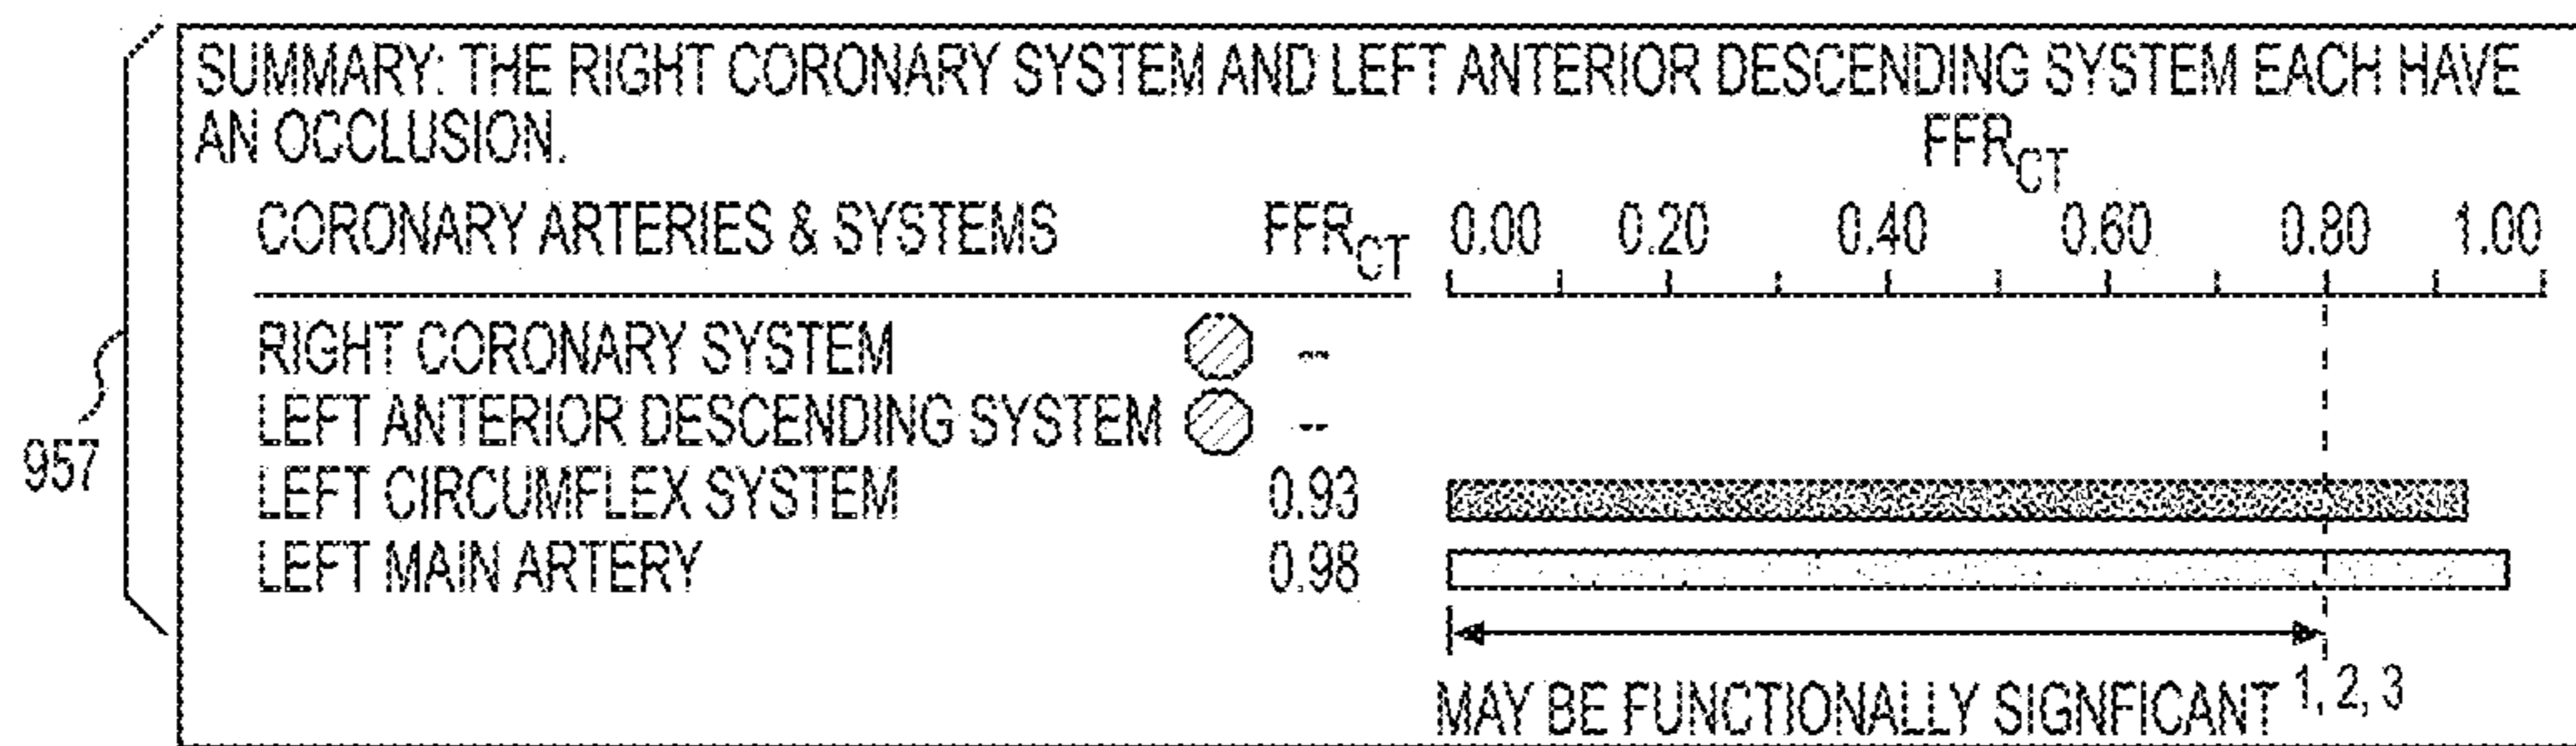 SUMMARY: THE RIGHT CORONARY SYSTEM AND LEFT ANTERIOR DESCENDING SYSTEM EACH HAVE
AN OCCLUSION.
FFRCT
CORONARY ARTERIES & SYSTEMS FFRCT 0.00 0.20 0.40 0.60 0.80 1.00
RIGHT CORONARY SYSTEM --
LEFT ANTERIOR DESCENDING SYSTEM --
957
LEFT CIRCUMFLEX SYSTEM 0.93
LEFT MAIN ARTERY 0.98
MAY BE FUNCTIONALLY SIGNFICANT 1, 2, 3